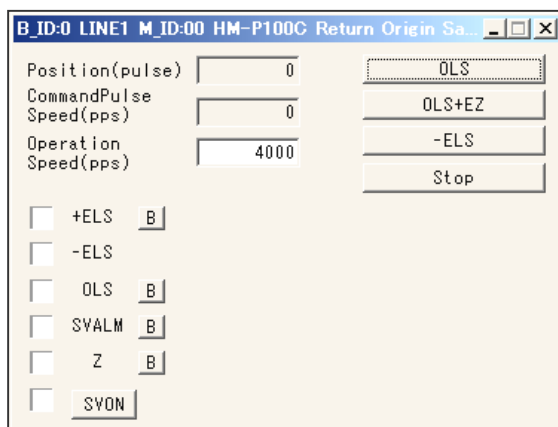 B_ID:0 LINE1 M_ID:00 HM-P100C Return Origin Sa...
Position(pulse) 0
CommandPulse
Speed(pps) 0
Operation
Speed(pps) 4000
OLS
OLS+EZ
-ELS
Stop
+ELS B
-ELS
OLS B
SVALM B
Z B
SVON